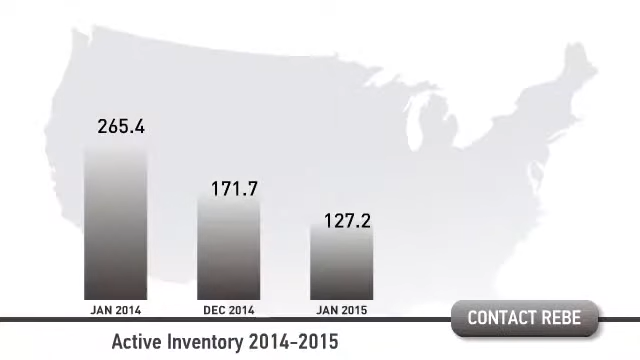 265.4
171.7
127.2
JAN 2014
DEC 2014
JAN 2015
CONTACT REBE
Active Inventory 2014-2015